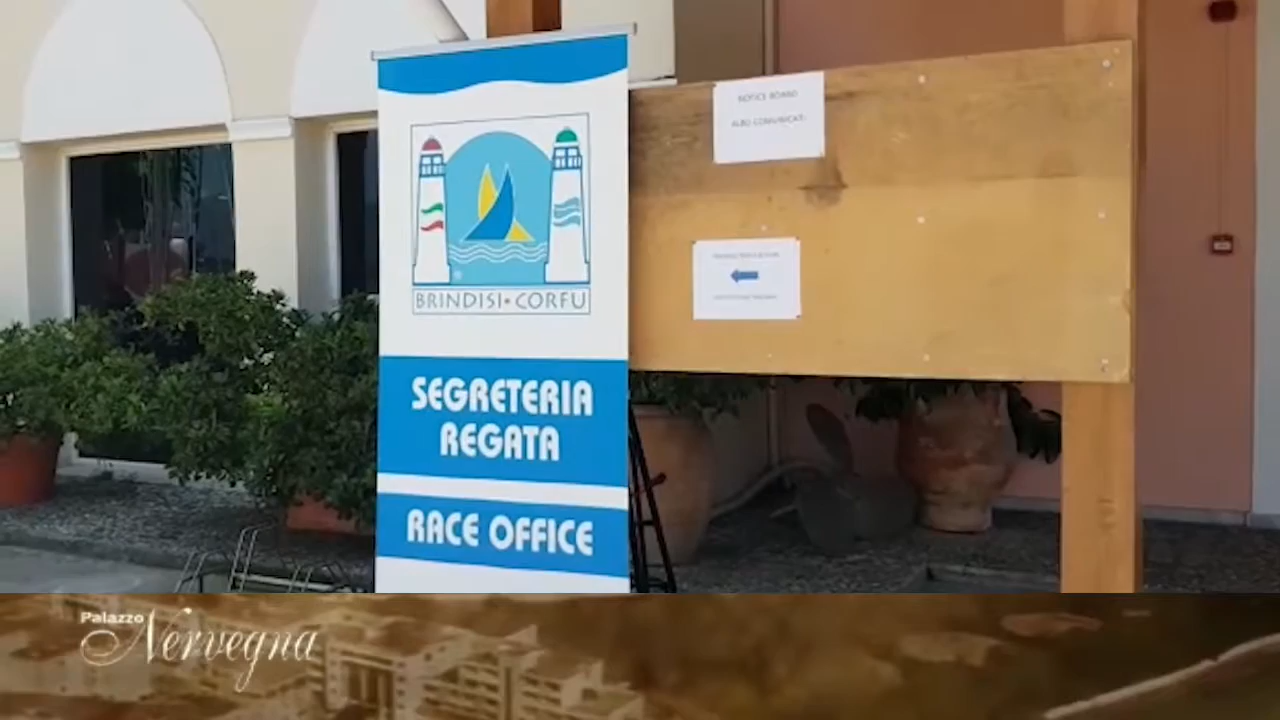 BRINDISI • CORFU
SEGRETERIA
REGATA
RACE OFFICE
NOTICE BOARD
ALBO COMUNICATI
Palazzo
Nervegna